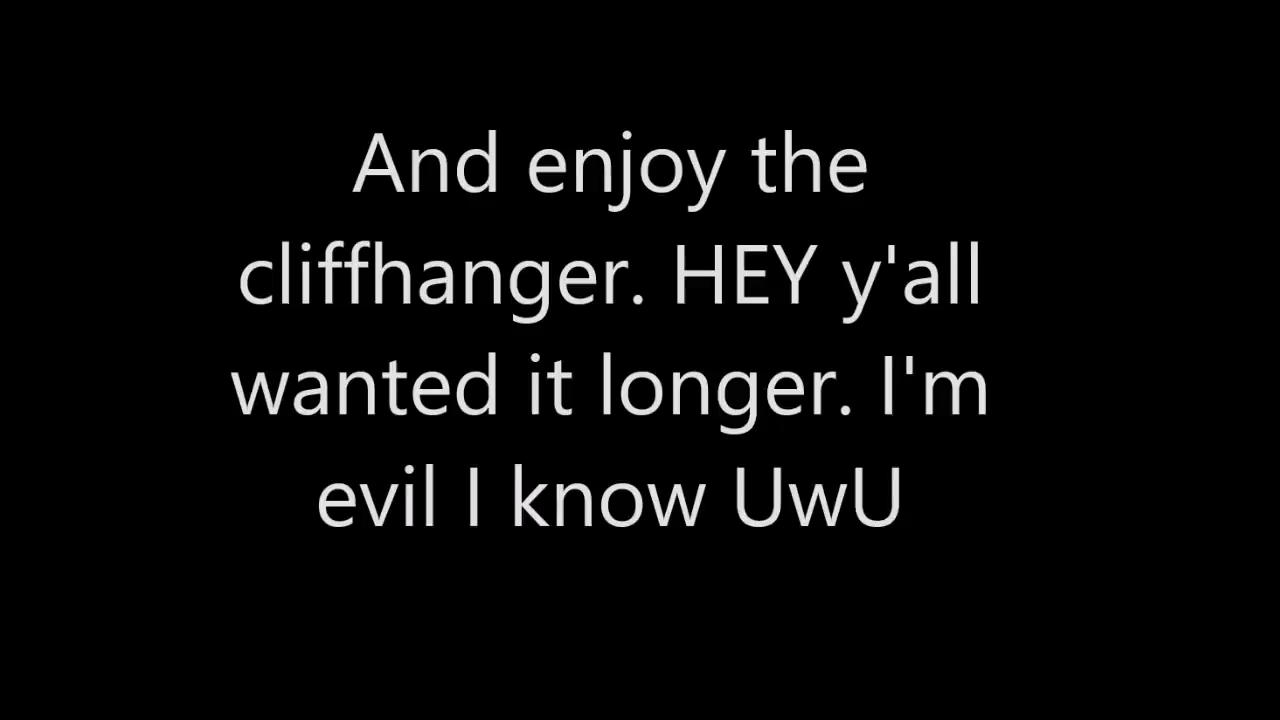 And enjoy the
cliffhanger. HEY y'all
wanted it longer. I'm
evil I know UwU